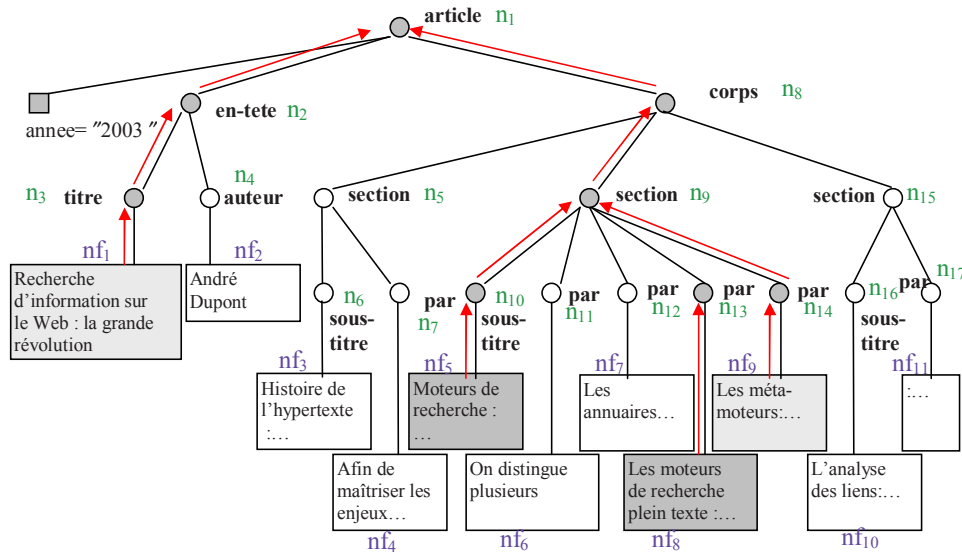 article n1
annee= "2003 "
en-tete n2
corps n8
n3 titre
n4
auteur
section n5
section n9
section n15
nf1
nf2
Recherche
d'information sur
le Web : la grande
révolution
André
Dupont
n6
sous-
titre
par
n7
n10
sous-
titre
par
n11
par
n12
par
n13
par
n14
n16
sous-
titre
par
n17
nf3
nf5
nf7
nf9
nf11
Histoire de
l'hypertexte
:…
Moteurs de
recherche :
…
Les
annuaires…
Les méta-
moteurs:…
:…
Afin de
maîtriser les
enjeux…
On distingue
plusieurs
Les moteurs
de recherche
plein texte :…
L'analyse
des liens:…
nf4
nf6
nf8
nf10